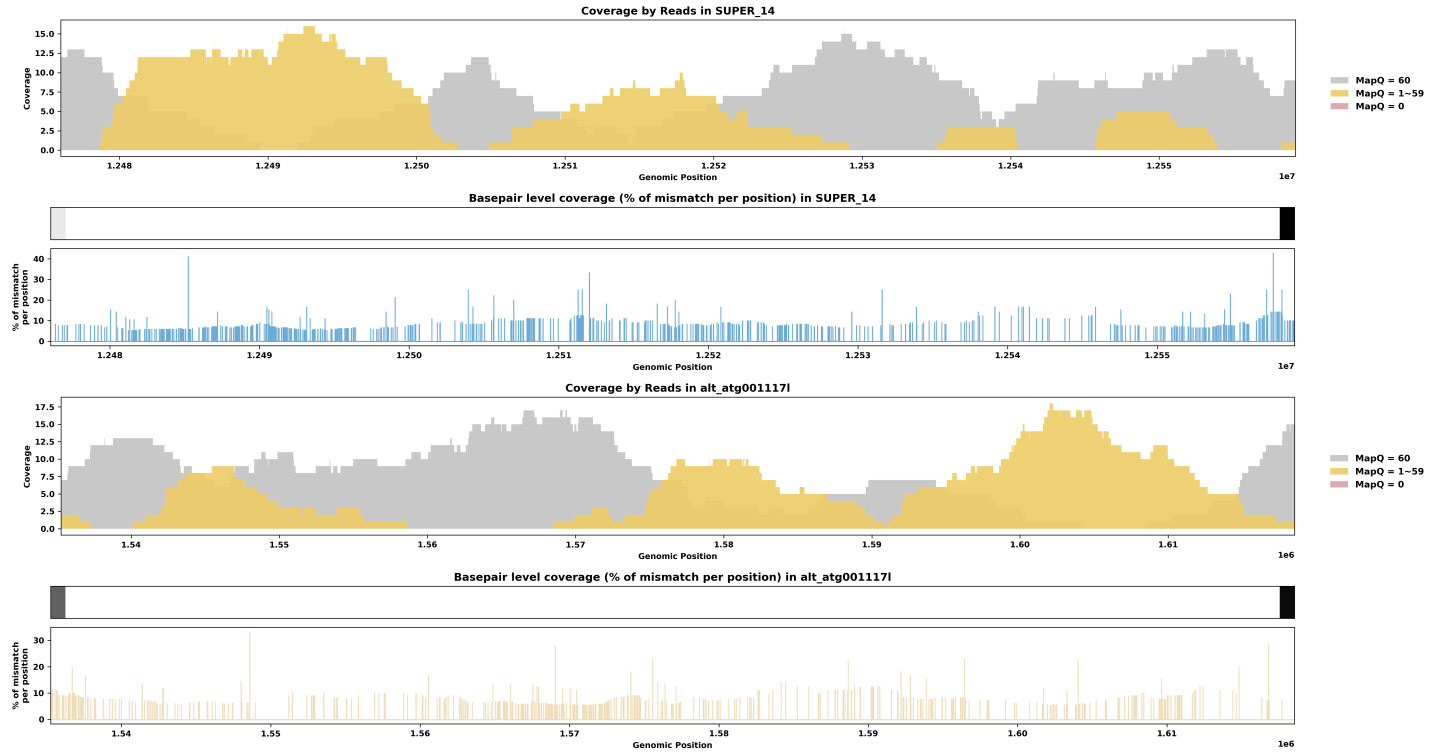 Coverage by Reads in SUPER_14
15.0
12.5
10.0
7.5
5.0
2.5
0.0
Coverage
1.248 1.249 1.250 1.251 1.252 1.253 1.254 1.255
Genomic Position
1e7
MapQ = 60
MapQ = 1~59
MapQ = 0
Basepair level coverage (% of mismatch per position) in SUPER_14
40
30
20
10
0
% of mismatch
per position
1.248 1.249 1.250 1.251 1.252 1.253 1.254 1.255
Genomic Position
1e7
Coverage by Reads in alt_atg001117l
17.5
15.0
12.5
10.0
7.5
5.0
2.5
0.0
Coverage
1.54 1.55 1.56 1.57 1.58 1.59 1.60 1.61
Genomic Position
1e6
MapQ = 60
MapQ = 1~59
MapQ = 0
Basepair level coverage (% of mismatch per position) in alt_atg001117l
30
20
10
0
% of mismatch
per position
1.54 1.55 1.56 1.57 1.58 1.59 1.60 1.61
Genomic Position
1e6